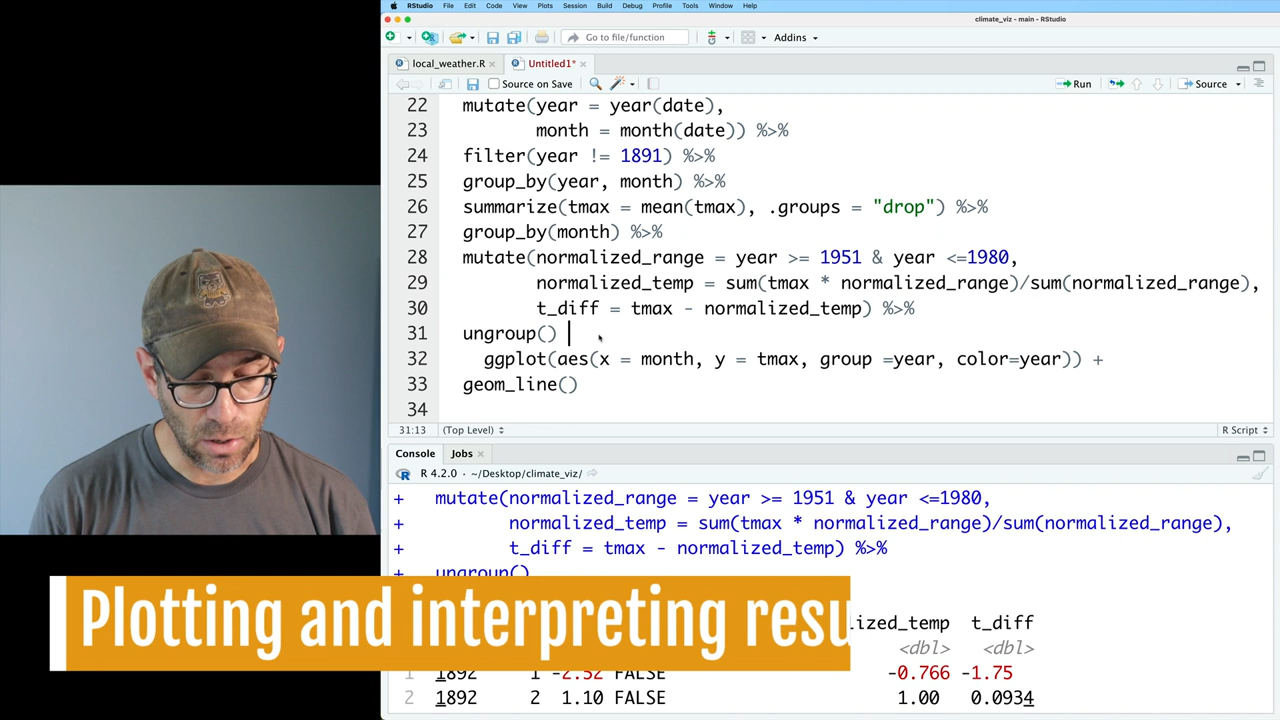 RStudio File Edit Code View Plots Session Build Debug Profile Tools Window Help
climate_viz - main - RStudio
Go to file/function Addins
local_weather.R Untitled1*
Source on Save Run Source
22 mutate(year = year(date),
23 month = month(date)) %>%
24 filter(year != 1891) %>%
25 group_by(year, month) %>%
26 summarize(tmax = mean(tmax), .groups = "drop") %>%
27 group_by(month) %>%
28 mutate(normalized_range = year >= 1951 & year <=1980,
29 normalized_temp = sum(tmax * normalized_range)/sum(normalized_range),
30 t_diff = tmax - normalized_temp) %>%
31 ungroup()
32 ggplot(aes(x = month, y = tmax, group =year, color=year)) +
33 geom_line()
34
31:13 (Top Level) R Script
Console Jobs
R 4.2.0 · ~/Desktop/climate_viz/
+ mutate(normalized_range = year >= 1951 & year <=1980,
+ normalized_temp = sum(tmax * normalized_range)/sum(normalized_range),
+ t_diff = tmax - normalized_temp) %>%
+ ungroup()
Plotting and interpreting resu
lized_temp t_diff
<dbl> <dbl>
1 1892 1 -2.52 FALSE -0.766 -1.75
2 1892 2 1.10 FALSE 1.00 0.0934